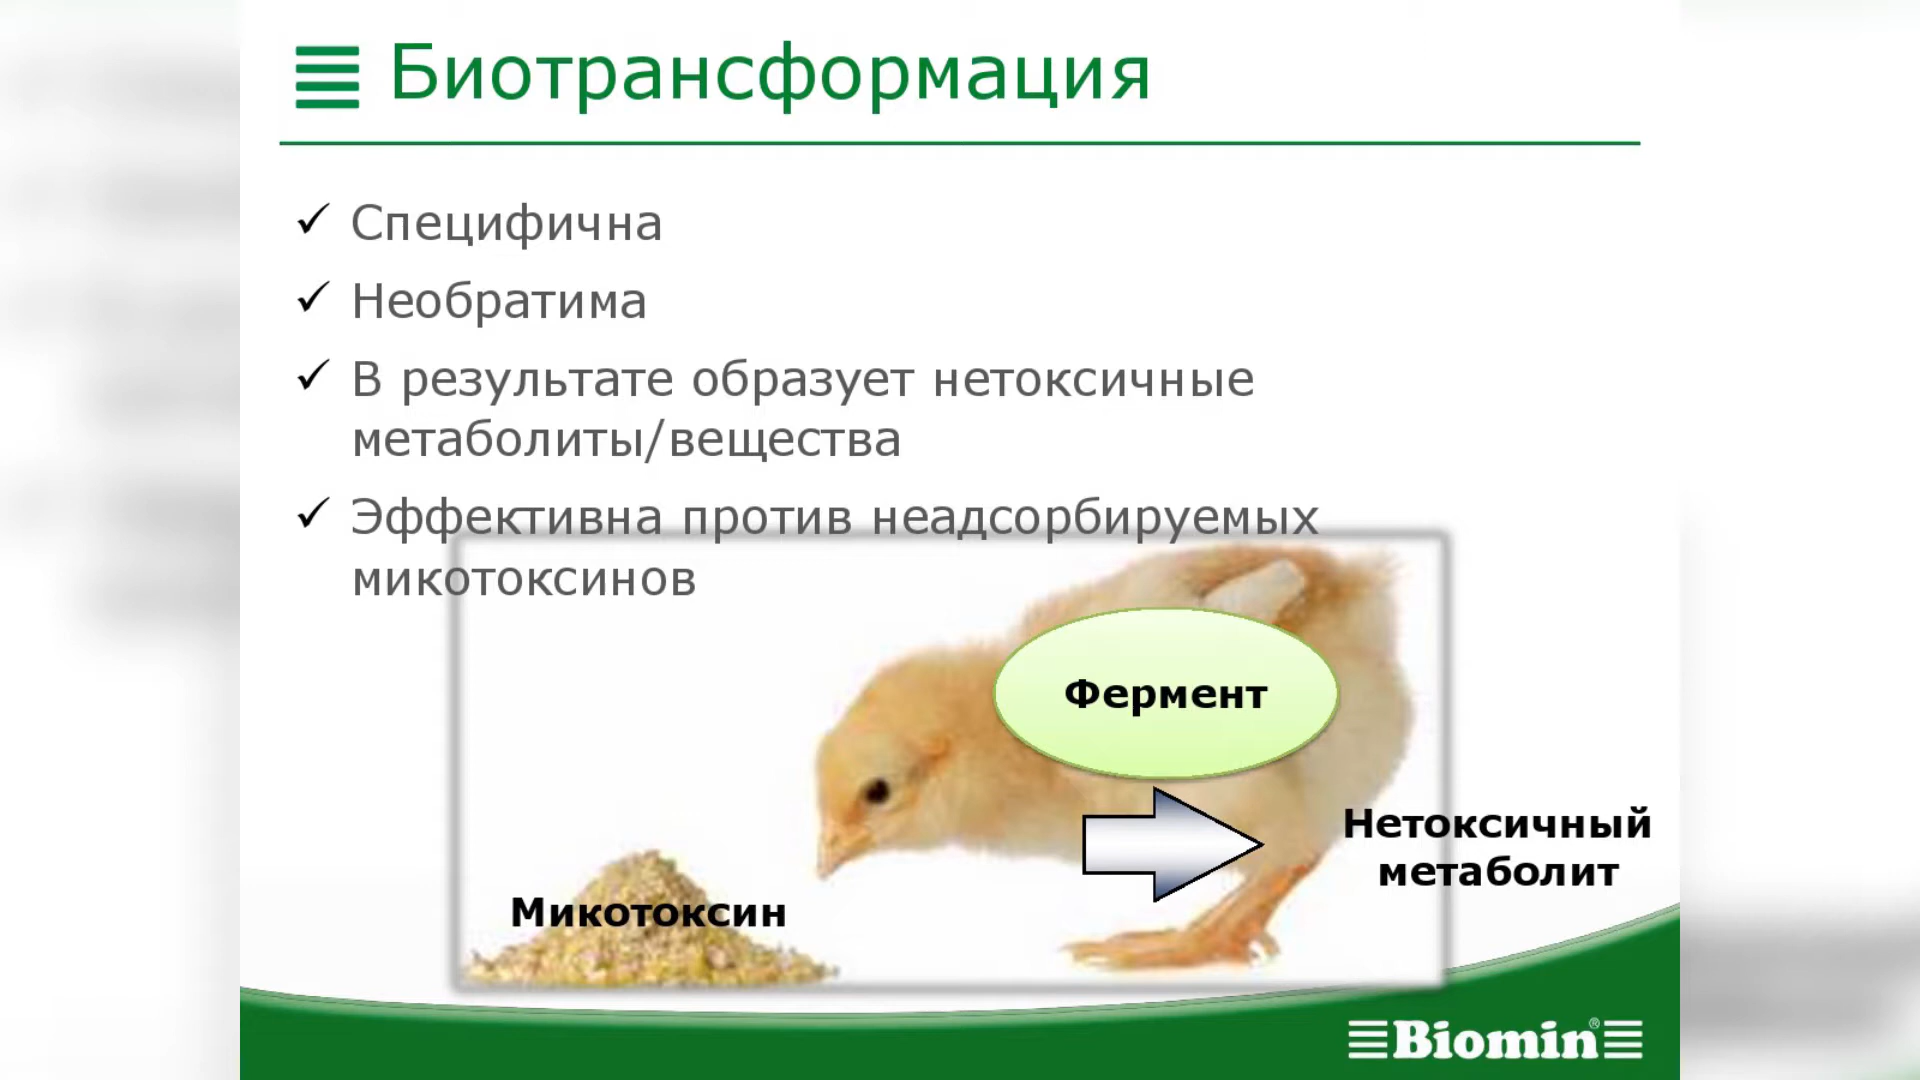 Биотрансформация
Специфична
Необратима
В результате образует нетоксичные
метаболиты/вещества
Эффективна против неадсорбируемых
микотоксинов
Фермент
Нетоксичный
метаболит
Микотоксин
Biomin®